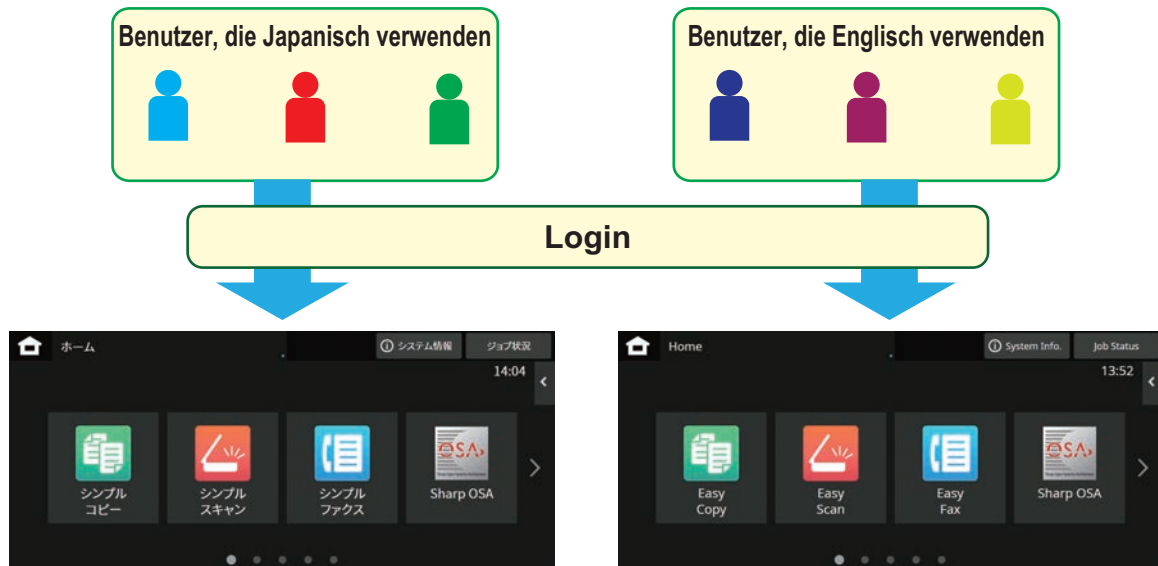 Benutzer, die Japanisch verwenden
Benutzer, die Englisch verwenden
Login
ホーム
システム情報
ジョブ状況
14:04
シンプル
コピー
シンプル
スキャン
シンプル
ファクス
OSA
Sharp OSA
Home
System Info.
Job Status
13:52
Easy
Copy
Easy
Scan
Easy
Fax
OSA
Sharp OSA